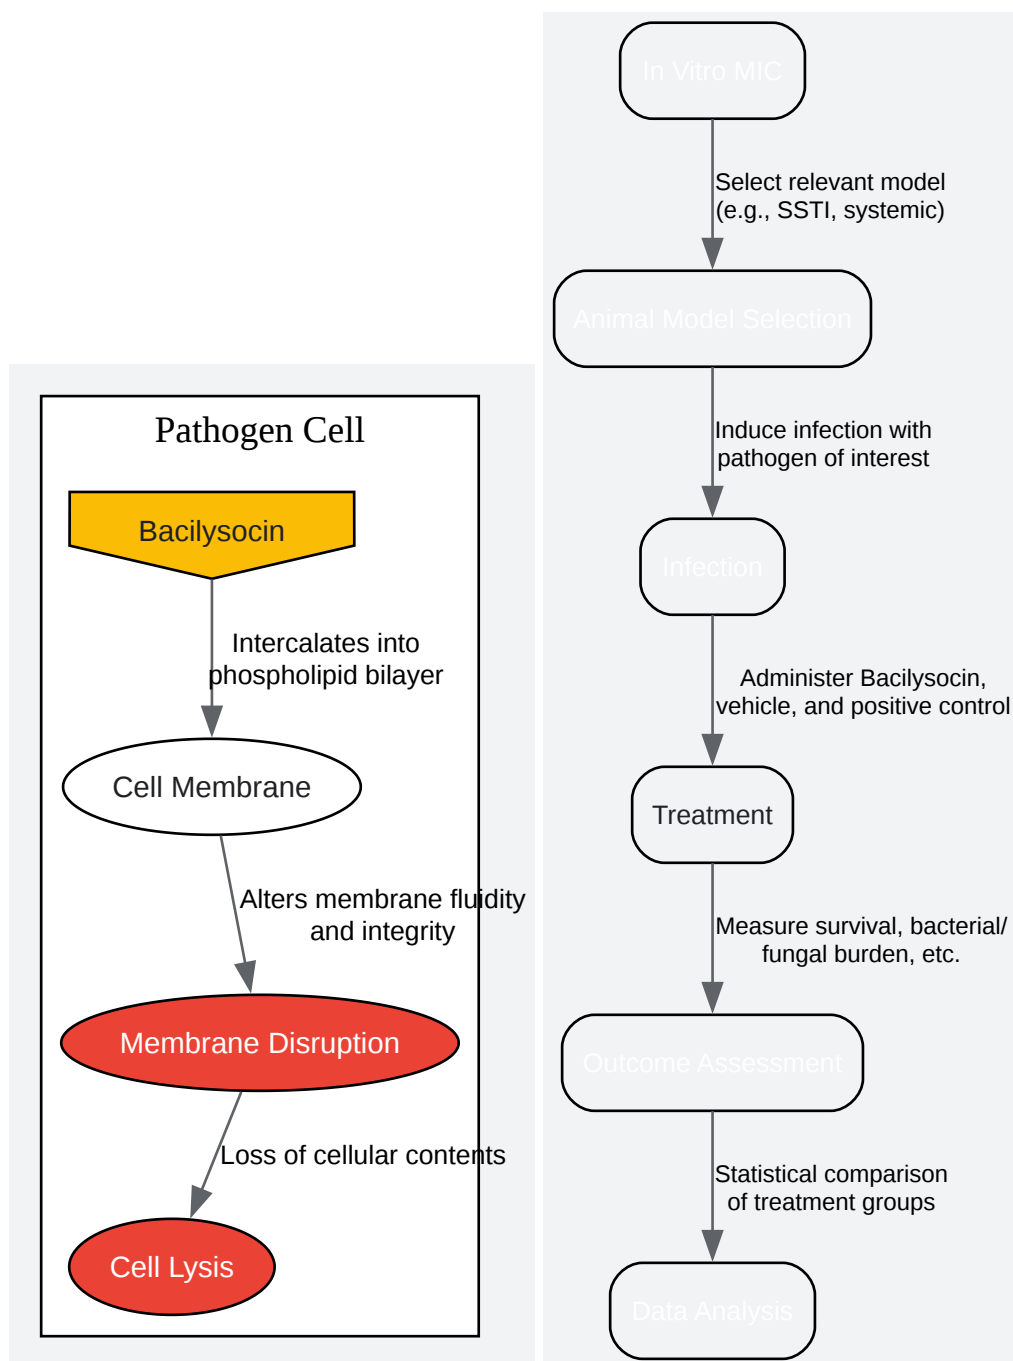 Pathogen Cell
Bacilysocin
Intercalates into
phospholipid bilayer
Cell Membrane
Alters membrane fluidity
and integrity
Membrane Disruption
Loss of cellular contents
Cell Lysis
In Vitro MIC
Select relevant model
(e.g., SSTI, systemic)
Animal Model Selection
Induce infection with
pathogen of interest
Infection
Administer Bacilysocin,
vehicle, and positive control
Treatment
Measure survival, bacterial/
fungal burden, etc.
Outcome Assessment
Statistical comparison
of treatment groups
Data Analysis